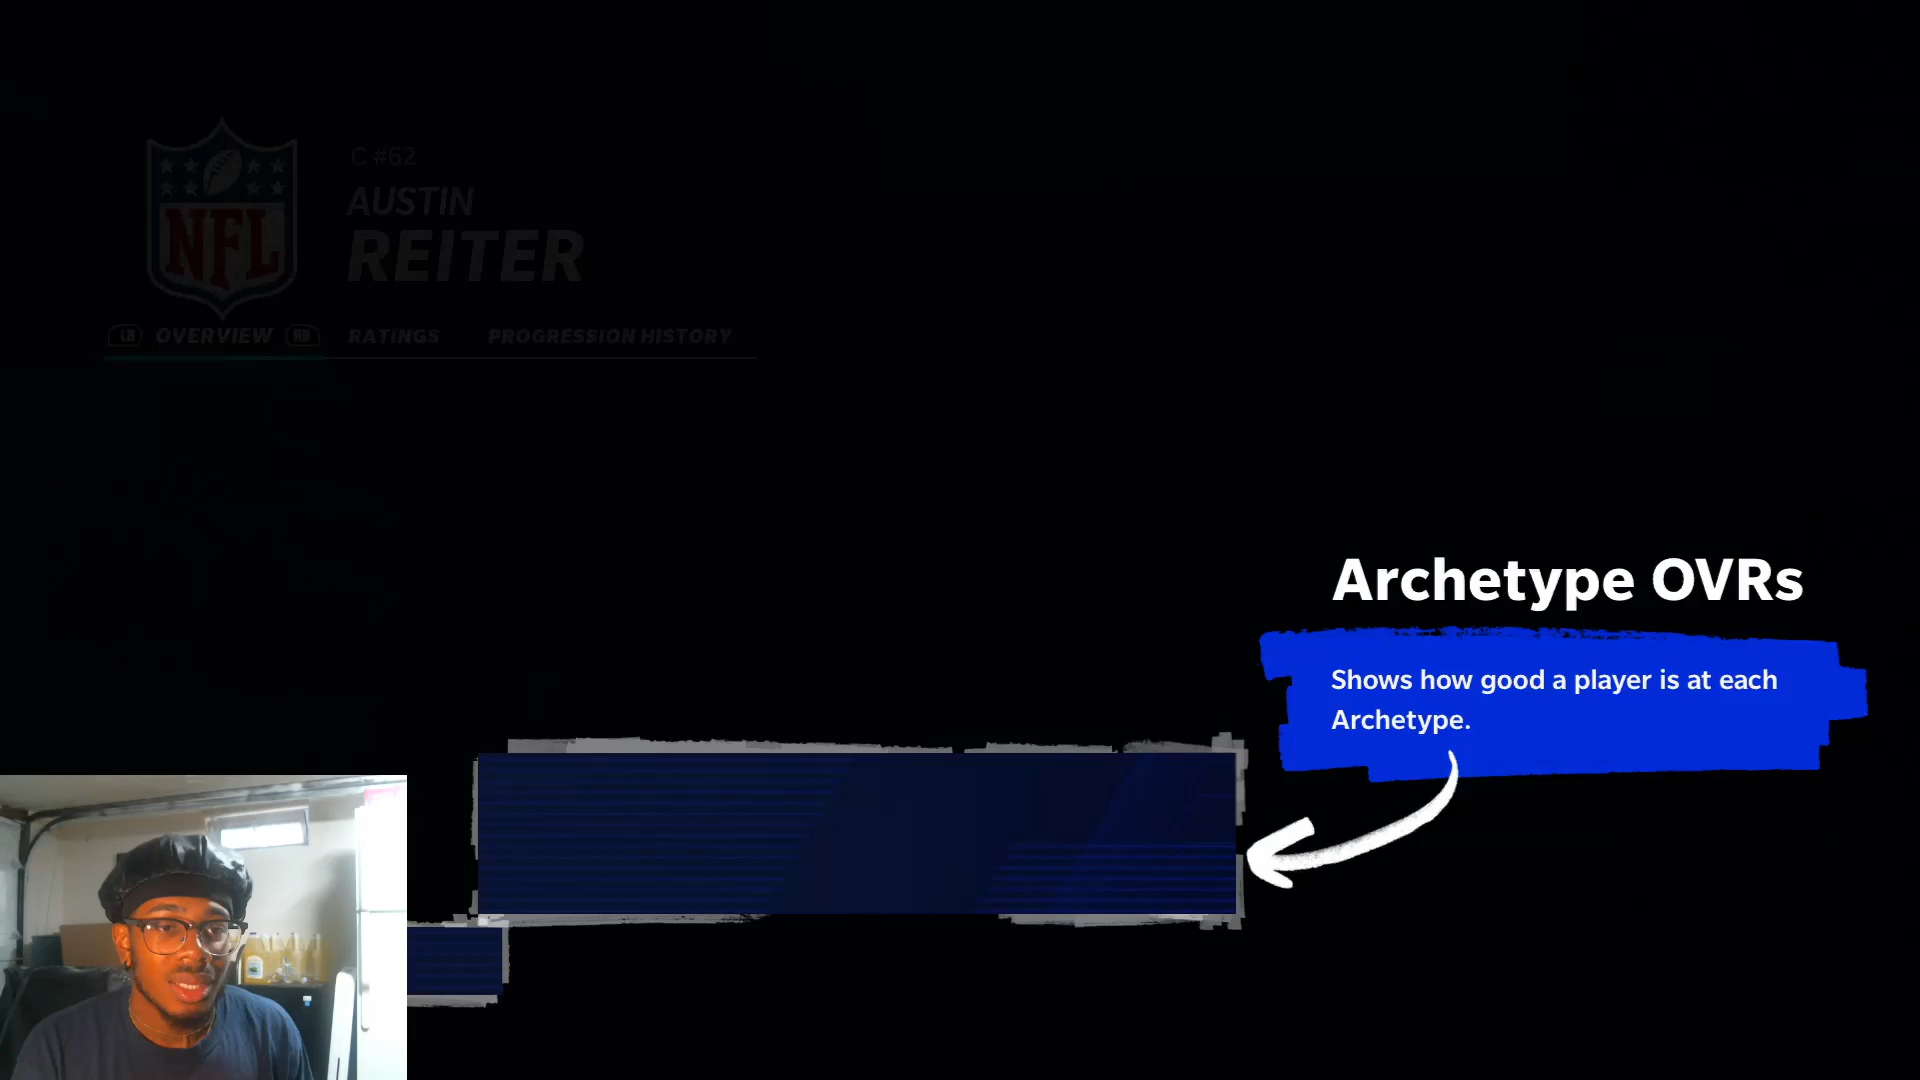 C #62
AUSTIN
REITER
NFL
LB OVERVIEW RB RATINGS PROGRESSION HISTORY
Archetype OVRs
Shows how good a player is at each
Archetype.